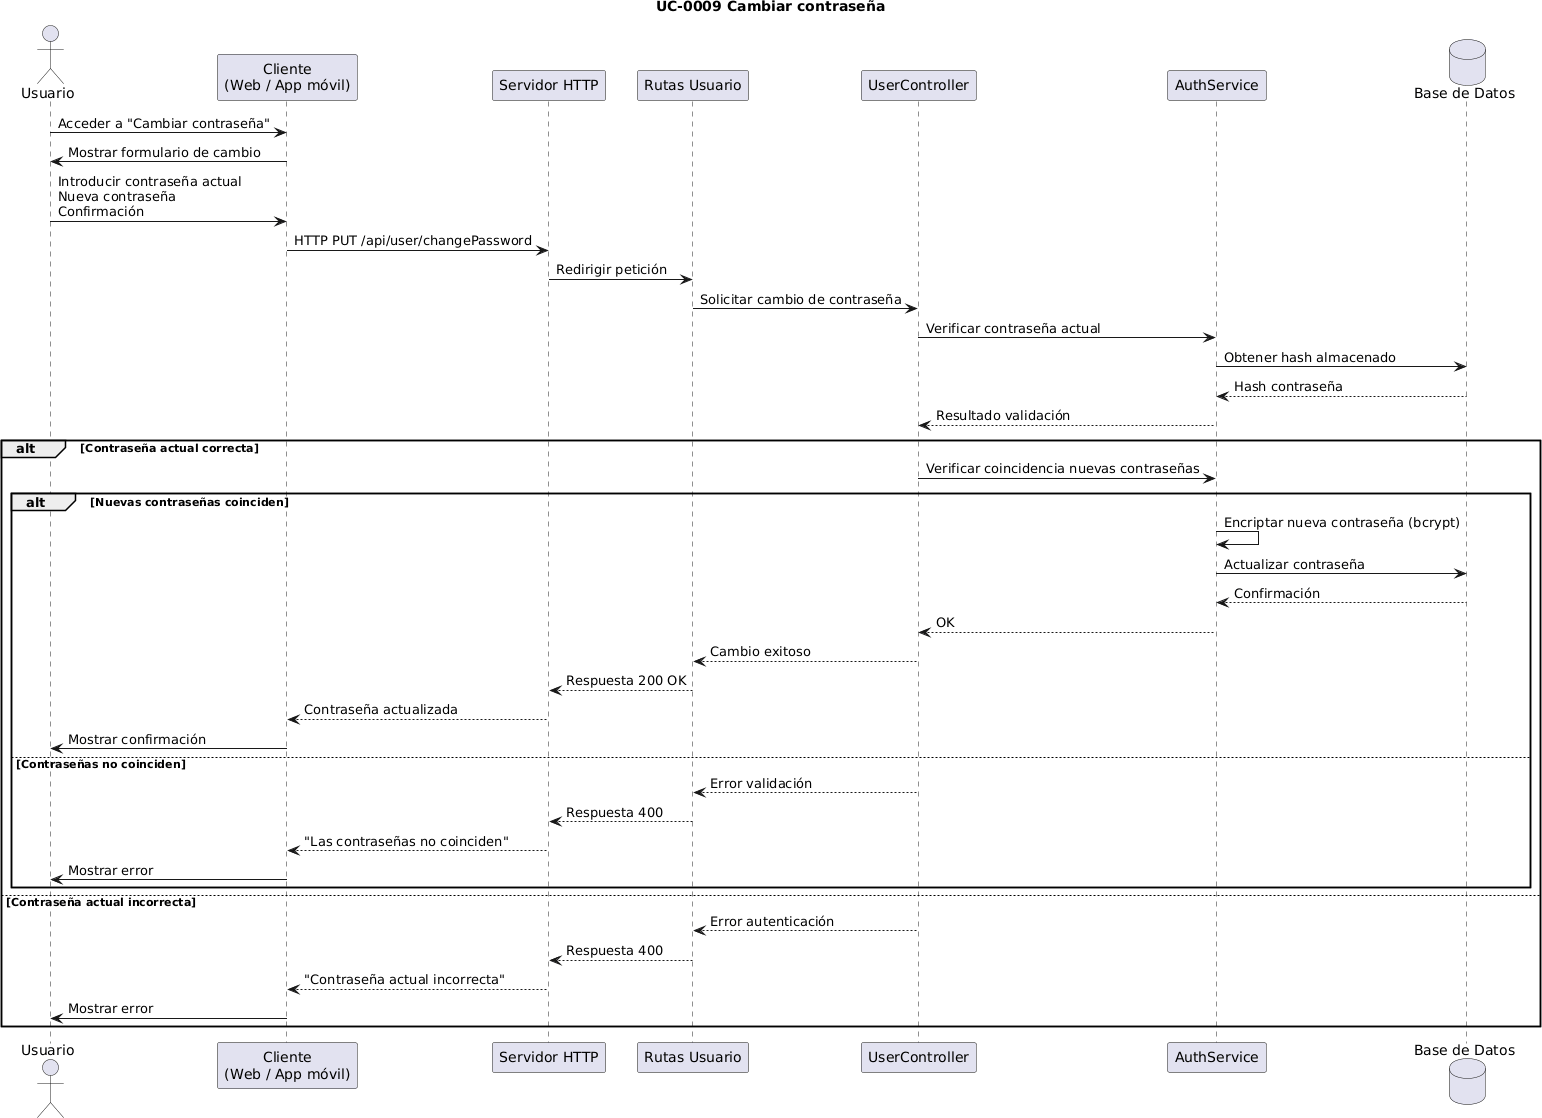 UC-0009 Cambiar contraseña
Usuario
Cliente
(Web / App móvil)
Servidor HTTP
Rutas Usuario
UserController
AuthService
Base de Datos
Acceder a "Cambiar contraseña"
Mostrar formulario de cambio
Introducir contraseña actual
Nueva contraseña
Confirmación
HTTP PUT /api/user/changePassword
Redirigir petición
Solicitar cambio de contraseña
Verificar contraseña actual
Obtener hash almacenado
Hash contraseña
Resultado validación
alt [Contraseña actual correcta]
Verificar coincidencia nuevas contraseñas
alt [Nuevas contraseñas coinciden]
Encriptar nueva contraseña (bcrypt)
Actualizar contraseña
Confirmación
OK
Cambio exitoso
Respuesta 200 OK
Contraseña actualizada
Mostrar confirmación
[Contraseñas no coinciden]
Error validación
Respuesta 400
"Las contraseñas no coinciden"
Mostrar error
[Contraseña actual incorrecta]
Error autenticación
Respuesta 400
"Contraseña actual incorrecta"
Mostrar error
Usuario
Cliente
(Web / App móvil)
Servidor HTTP
Rutas Usuario
UserController
AuthService
Base de Datos